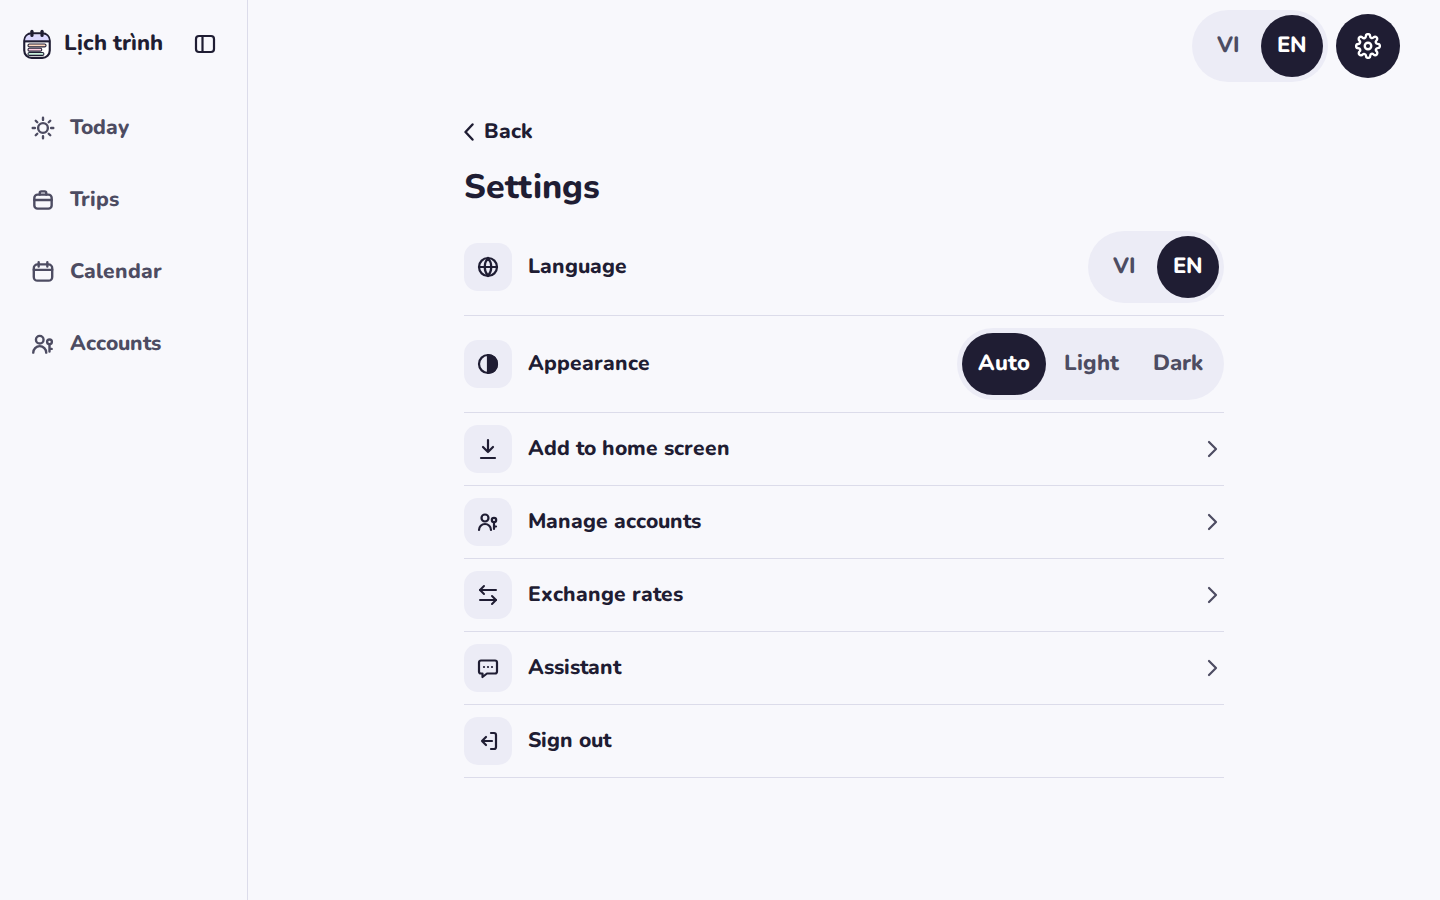 Lịch trình
VI EN
Today
Trips
Calendar
Accounts
Back
Settings
Language VI EN
Appearance Auto Light Dark
Add to home screen
Manage accounts
Exchange rates
Assistant
Sign out